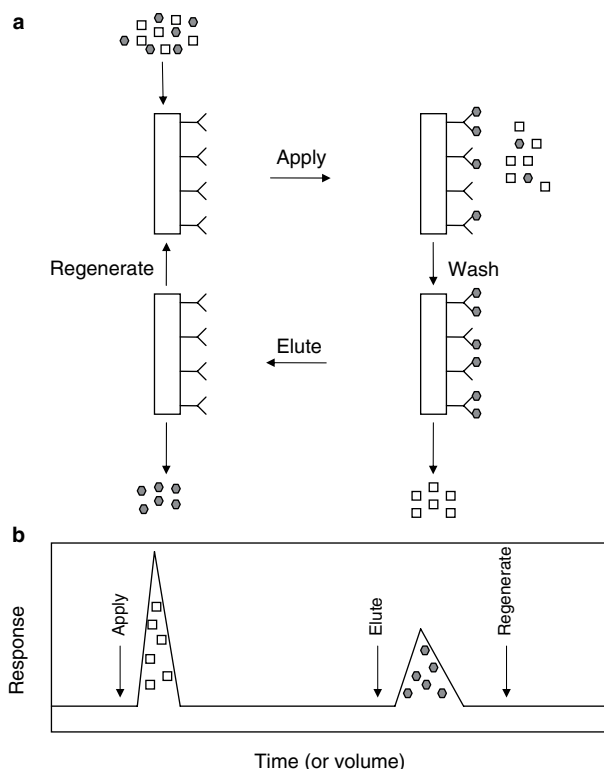 a
Apply
Regenerate
Wash
Elute
b
Response
Apply
Elute
Regenerate
Time (or volume)